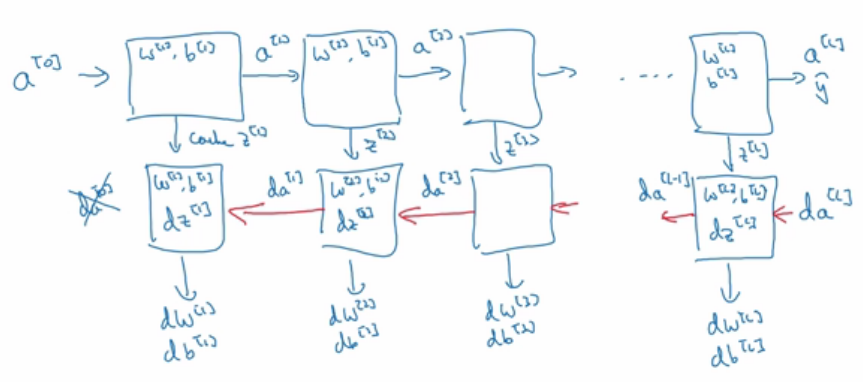 a^[0] → w^[1], b^[1] a^[1] w^[2], b^[2] a^[2] .... w^[L] a^[L]
b^[L] ŷ
cache z^[1] z^[2] z^[3] z^[L]
da^[0] w^[1], b^[1] da^[1] w^[2], b^[2] da^[2] da^[L-1] w^[L], b^[L] da^[L]
dz^[1] dz^[2] dz^[L]
dw^[1] dw^[2] dw^[3] dw^[L]
db^[1] db^[2] db^[3] db^[L]